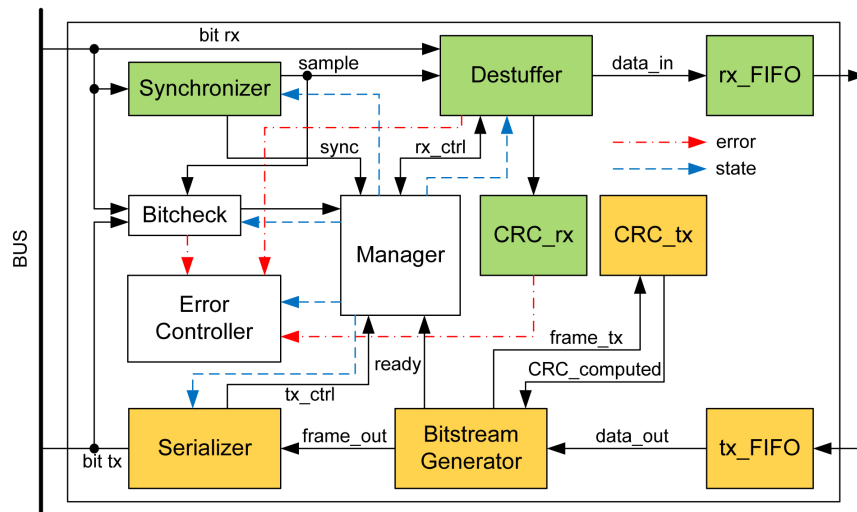 bit rx
sample
Synchronizer
Destuffer
data_in
rx_FIFO
sync
rx_ctrl
error
state
Bitcheck
Manager
CRC_rx
CRC_tx
BUS
Error
Controller
frame_tx
ready
CRC_computed
tx_ctrl
bit tx
Serializer
frame_out
Bitstream
Generator
data_out
tx_FIFO